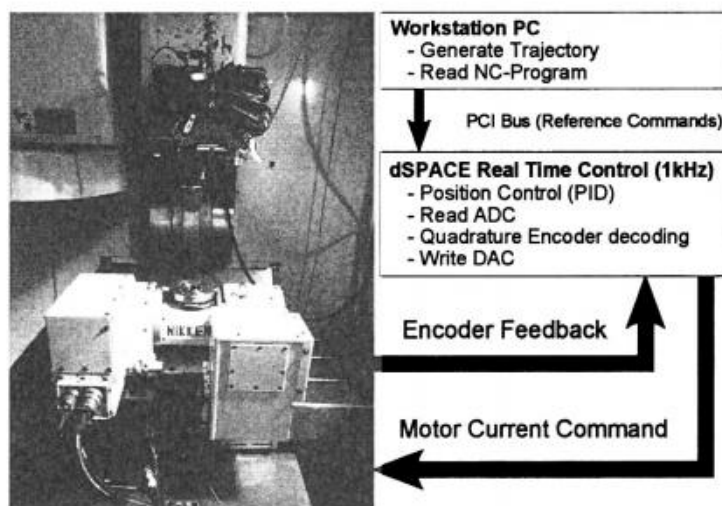 Workstation PC
- Generate Trajectory
- Read NC-Program
PCI Bus (Reference Commands)
dSPACE Real Time Control (1kHz)
- Position Control (PID)
- Read ADC
- Quadrature Encoder decoding
- Write DAC
NIKKEN
Encoder Feedback
Motor Current Command